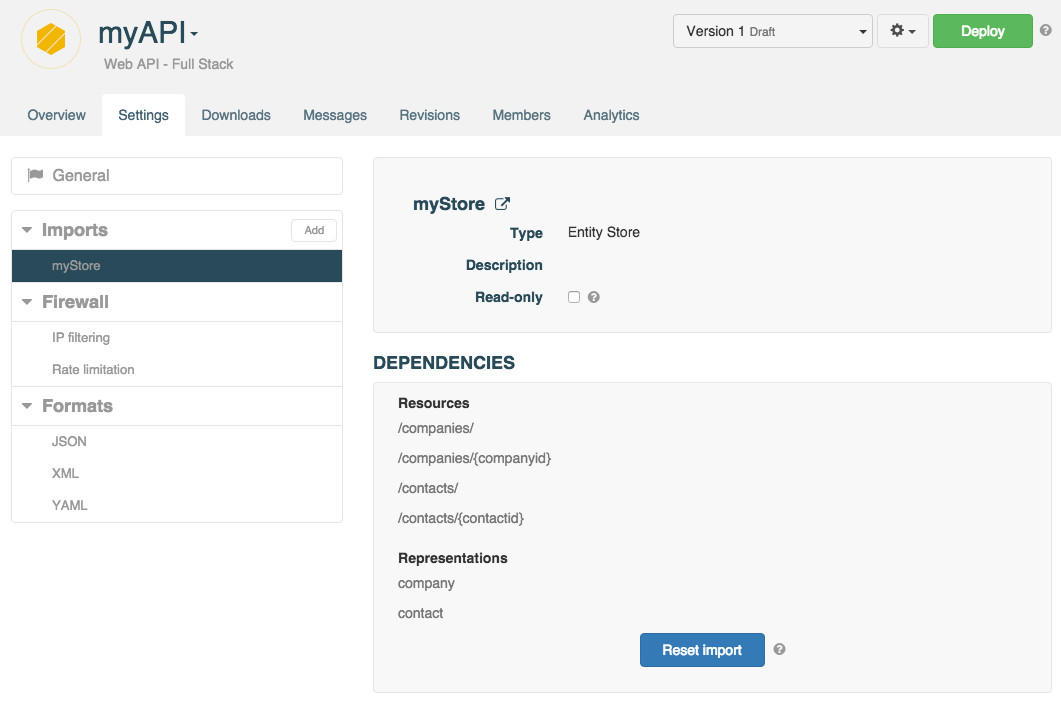 myAPI
Web API - Full Stack
Version 1 Draft
Deploy
Overview
Settings
Downloads
Messages
Revisions
Members
Analytics
General
Imports
Add
myStore
Firewall
IP filtering
Rate limitation
Formats
JSON
XML
YAML
myStore
Type Entity Store
Description
Read-only
DEPENDENCIES
Resources
/companies/
/companies/{companyid}
/contacts/
/contacts/{contactid}
Representations
company
contact
Reset import